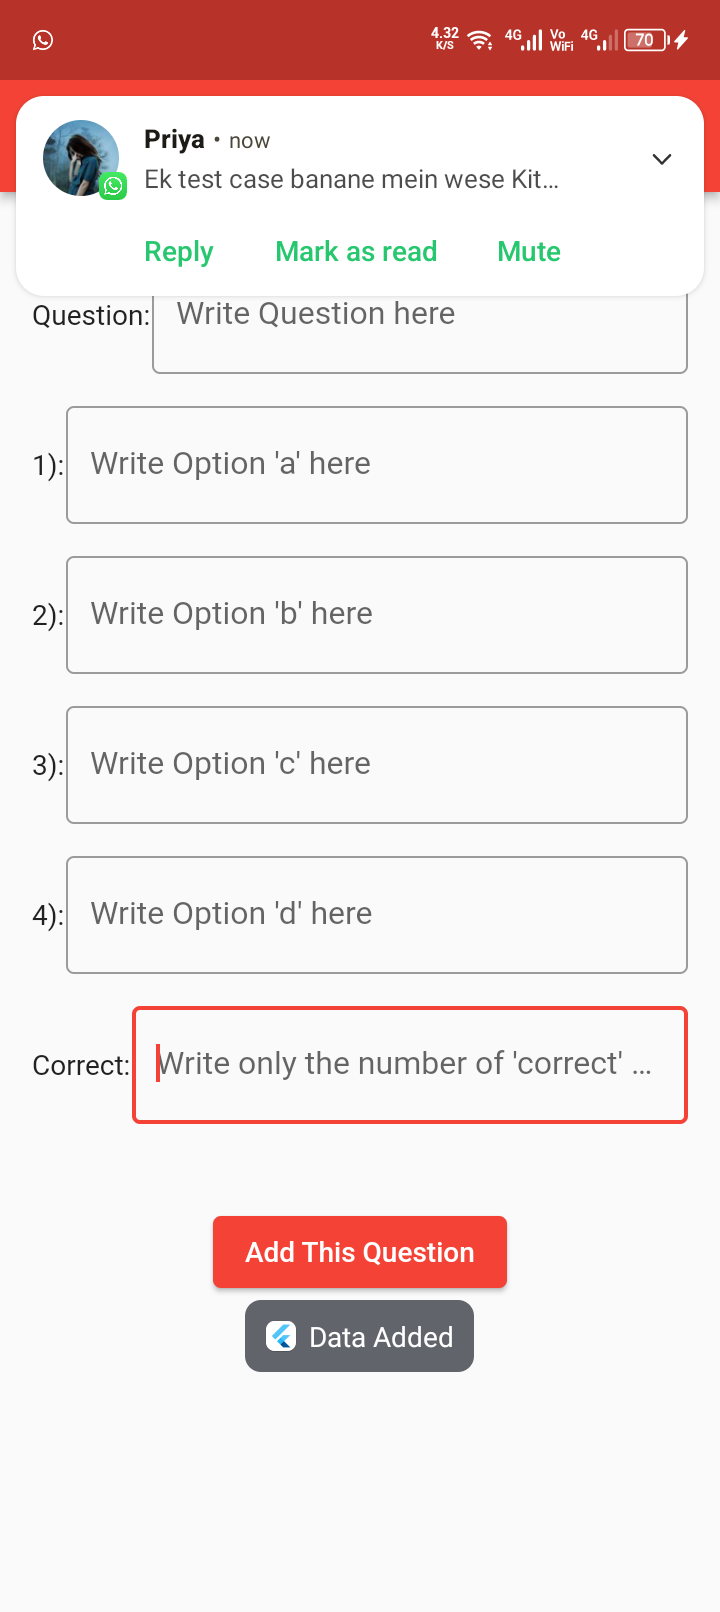 4.32
K/S
4G
Vo
WiFi
4G
70
Priya • now
Ek test case banane mein wese Kit...
Reply Mark as read Mute
Question: Write Question here
1): Write Option 'a' here
2): Write Option 'b' here
3): Write Option 'c' here
4): Write Option 'd' here
Correct: Write only the number of 'correct' ...
Add This Question
Data Added